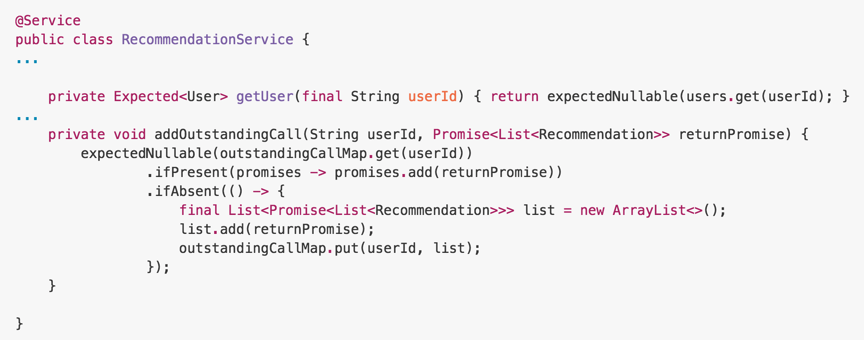 @Service
public class RecommendationService {
...
private Expected<User> getUser(final String userId) { return expectedNullable(users.get(userId); }
...
private void addOutstandingCall(String userId, Promise<List<Recommendation>> returnPromise) {
expectedNullable(outstandingCallMap.get(userId))
.ifPresent(promises -> promises.add(returnPromise))
.ifAbsent(() -> {
final List<Promise<List<Recommendation>>> list = new ArrayList<>();
list.add(returnPromise);
outstandingCallMap.put(userId, list);
});
}
}